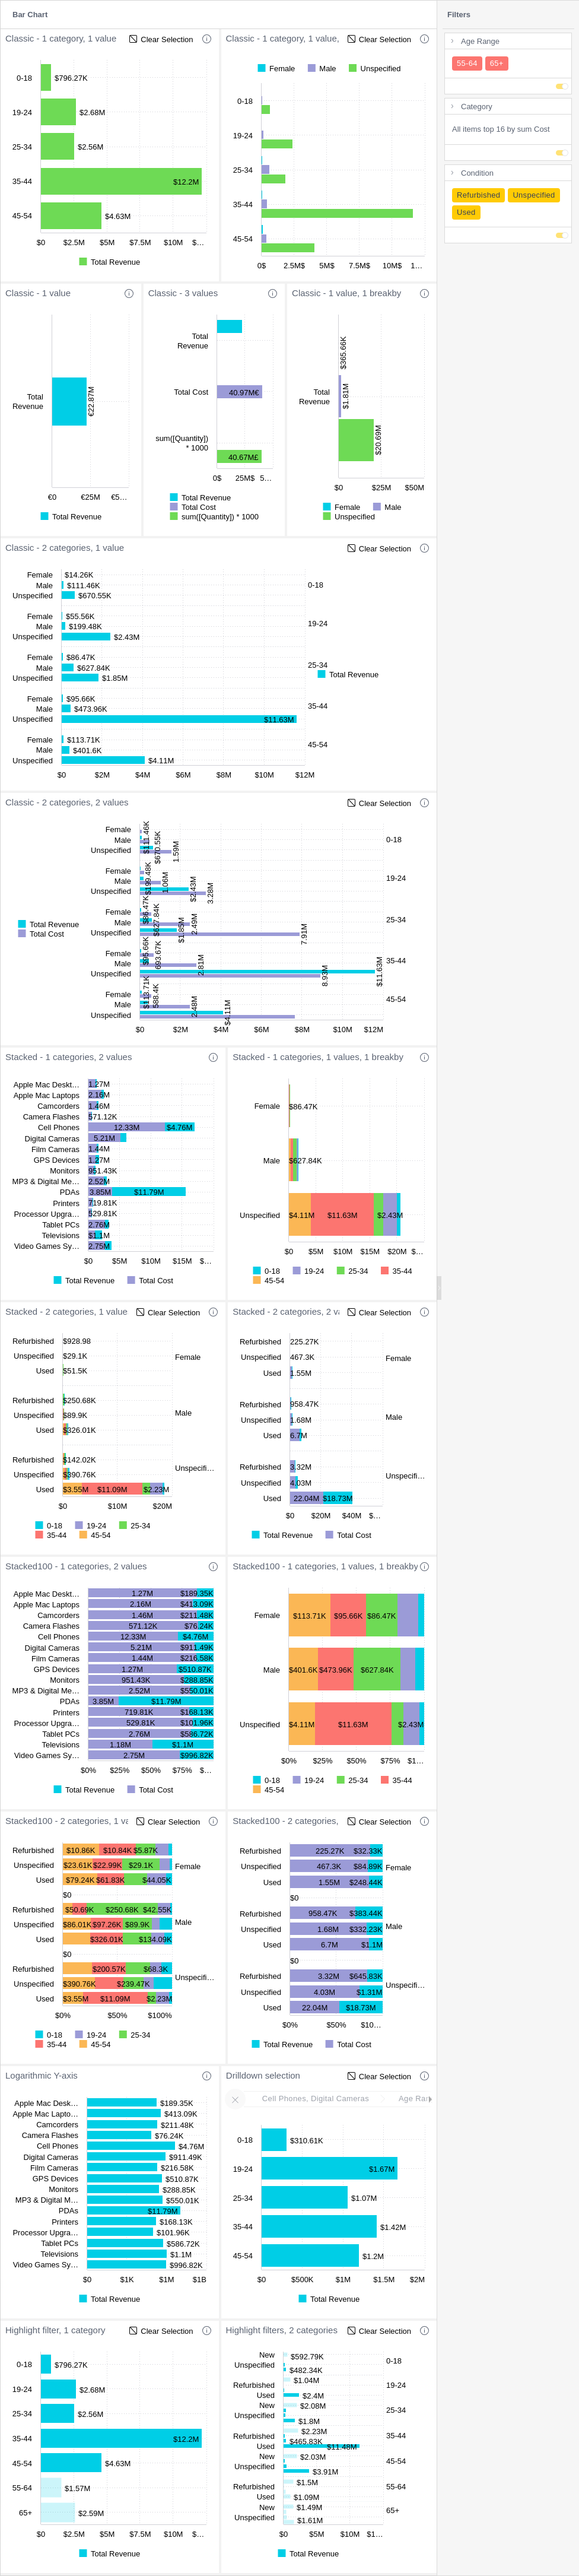 Bar Chart
Filters
Classic - 1 category, 1 value
Clear Selection
0-18
$796.27K
19-24
$2.68M
25-34
$2.56M
35-44
$12.2M
45-54
$4.63M
$0 $2.5M $5M $7.5M $10M $…
Total Revenue
Classic - 1 category, 1 value,
Clear Selection
Female Male Unspecified
0-18
19-24
25-34
35-44
45-54
0$ 2.5M$ 5M$ 7.5M$ 10M$ 1…
Age Range
55-64 65+
Category
All items top 16 by sum Cost
Condition
Refurbished Unspecified
Used
Classic - 1 value
Total Revenue
€22.87M
€0 €25M €5…
Total Revenue
Classic - 3 values
Total Revenue
Total Cost
40.97M€
sum([Quantity]) * 1000
40.67M£
0$ 25M$ 5…
Total Revenue
Total Cost
sum([Quantity]) * 1000
Classic - 1 value, 1 breakby
Total Revenue
$365.66K
$1.81M
$20.69M
$0 $25M $50M
Female Male
Unspecified
Classic - 2 categories, 1 value
Clear Selection
Female $14.26K
Male $111.46K 0-18
Unspecified $670.55K
Female $55.56K
Male $199.48K 19-24
Unspecified $2.43M
Female $86.47K
Male $627.84K 25-34
Unspecified $1.85M
Total Revenue
Female $95.66K
Male $473.96K 35-44
Unspecified $11.63M
Female $113.71K
Male $401.6K 45-54
Unspecified $4.11M
$0 $2M $4M $6M $8M $10M $12M
Classic - 2 categories, 2 values
Clear Selection
Total Revenue
Total Cost
Female
Male 0-18
Unspecified
$111.46K $670.55K 1.59M
Female
Male 19-24
Unspecified
$199.48K 1.06M $2.43M 3.28M
Female
Male 25-34
Unspecified
$86.47K $627.84K $1.85M 2.49M 7.91M
Female
Male 35-44
Unspecified
$95.66K 693.67K 2.81M 8.93M $11.63M
Female
Male 45-54
Unspecified
$113.71K 588.4K 2.48M $4.11M
$0 $2M $4M $6M $8M $10M $12M
Stacked - 1 categories, 2 values
Apple Mac Deskt… 1.27M
Apple Mac Laptops 2.16M
Camcorders 1.46M
Camera Flashes 571.12K
Cell Phones 12.33M $4.76M
Digital Cameras 5.21M
Film Cameras 1.44M
GPS Devices 1.27M
Monitors 951.43K
MP3 & Digital Me… 2.52M
PDAs 3.85M $11.79M
Printers 719.81K
Processor Upgra… 529.81K
Tablet PCs 2.76M
Televisions $1.1M
Video Games Sy… 2.75M
$0 $5M $10M $15M $…
Total Revenue Total Cost
Stacked - 1 categories, 1 values, 1 breakby
Female $86.47K
Male $627.84K
Unspecified $4.11M $11.63M $2.43M
$0 $5M $10M $15M $20M $…
0-18 19-24 25-34 35-44
45-54
Stacked - 2 categories, 1 value
Clear Selection
Refurbished $928.98
Unspecified $29.1K Female
Used $51.5K
Refurbished $250.68K
Unspecified $89.9K Male
Used $326.01K
Refurbished $142.02K
Unspecified $390.76K Unspecifi…
Used $3.55M $11.09M $2.23M
$0 $10M $20M
0-18 19-24 25-34
35-44 45-54
Stacked - 2 categories, 2 va
Clear Selection
Refurbished 225.27K
Unspecified 467.3K Female
Used 1.55M
Refurbished 958.47K
Unspecified 1.68M Male
Used 6.7M
Refurbished 3.32M
Unspecified 4.03M Unspecifi…
Used 22.04M $18.73M
$0 $20M $40M $…
Total Revenue Total Cost
Stacked100 - 1 categories, 2 values
Apple Mac Deskt… 1.27M $189.35K
Apple Mac Laptops 2.16M $413.09K
Camcorders 1.46M $211.48K
Camera Flashes 571.12K $76.24K
Cell Phones 12.33M $4.76M
Digital Cameras 5.21M $911.49K
Film Cameras 1.44M $216.58K
GPS Devices 1.27M $510.87K
Monitors 951.43K $288.85K
MP3 & Digital Me… 2.52M $550.01K
PDAs 3.85M $11.79M
Printers 719.81K $168.13K
Processor Upgra… 529.81K $101.96K
Tablet PCs 2.76M $586.72K
Televisions 1.18M $1.1M
Video Games Sy… 2.75M $996.82K
$0% $25% $50% $75% $…
Total Revenue Total Cost
Stacked100 - 1 categories, 1 values, 1 breakby
Female $113.71K $95.66K $86.47K
Male $401.6K $473.96K $627.84K
Unspecified $4.11M $11.63M $2.43M
$0% $25% $50% $75% $1…
0-18 19-24 25-34 35-44
45-54
Stacked100 - 2 categories, 1 va
Clear Selection
Refurbished $10.86K $10.84K $5.87K
Unspecified $23.61K $22.99K $29.1K Female
Used $79.24K $61.83K $44.05K
$0
Refurbished $50.69K $250.68K $42.55K
Unspecified $86.01K $97.26K $89.9K Male
Used $326.01K $134.09K
$0
Refurbished $200.57K $68.3K
Unspecified $390.76K $239.47K Unspecifi…
Used $3.55M $11.09M $2.23M
$0% $50% $100%
0-18 19-24 25-34
35-44 45-54
Stacked100 - 2 categories,
Clear Selection
Refurbished 225.27K $32.33K
Unspecified 467.3K $84.89K Female
Used 1.55M $248.44K
$0
Refurbished 958.47K $383.44K
Unspecified 1.68M $332.23K Male
Used 6.7M $1.1M
$0
Refurbished 3.32M $645.83K
Unspecified 4.03M $1.31M Unspecifi…
Used 22.04M $18.73M
$0% $50% $10…
Total Revenue Total Cost
Logarithmic Y-axis
Apple Mac Desk… $189.35K
Apple Mac Lapto… $413.09K
Camcorders $211.48K
Camera Flashes $76.24K
Cell Phones $4.76M
Digital Cameras $911.49K
Film Cameras $216.58K
GPS Devices $510.87K
Monitors $288.85K
MP3 & Digital M… $550.01K
PDAs $11.79M
Printers $168.13K
Processor Upgra… $101.96K
Tablet PCs $586.72K
Televisions $1.1M
Video Games Sy… $996.82K
$0 $1K $1M $1B
Total Revenue
Drilldown selection
Clear Selection
Cell Phones, Digital Cameras Age Ran
0-18 $310.61K
19-24 $1.67M
25-34 $1.07M
35-44 $1.42M
45-54 $1.2M
$0 $500K $1M $1.5M $2M
Total Revenue
Highlight filter, 1 category
Clear Selection
0-18 $796.27K
19-24 $2.68M
25-34 $2.56M
35-44 $12.2M
45-54 $4.63M
55-64 $1.57M
65+ $2.59M
$0 $2.5M $5M $7.5M $10M $…
Total Revenue
Highlight filters, 2 categories
Clear Selection
New $592.79K
Unspecified 0-18
$482.34K
$1.04M
Refurbished 19-24
Used $2.4M
New $2.08M
Unspecified 25-34
$1.8M
$2.23M
Refurbished $465.83K 35-44
Used $11.48M
New $2.03M
Unspecified 45-54
$3.91M
$1.5M
Refurbished 55-64
Used $1.09M
New $1.49M
Unspecified 65+
$1.61M
$0 $5M $10M $1…
Total Revenue